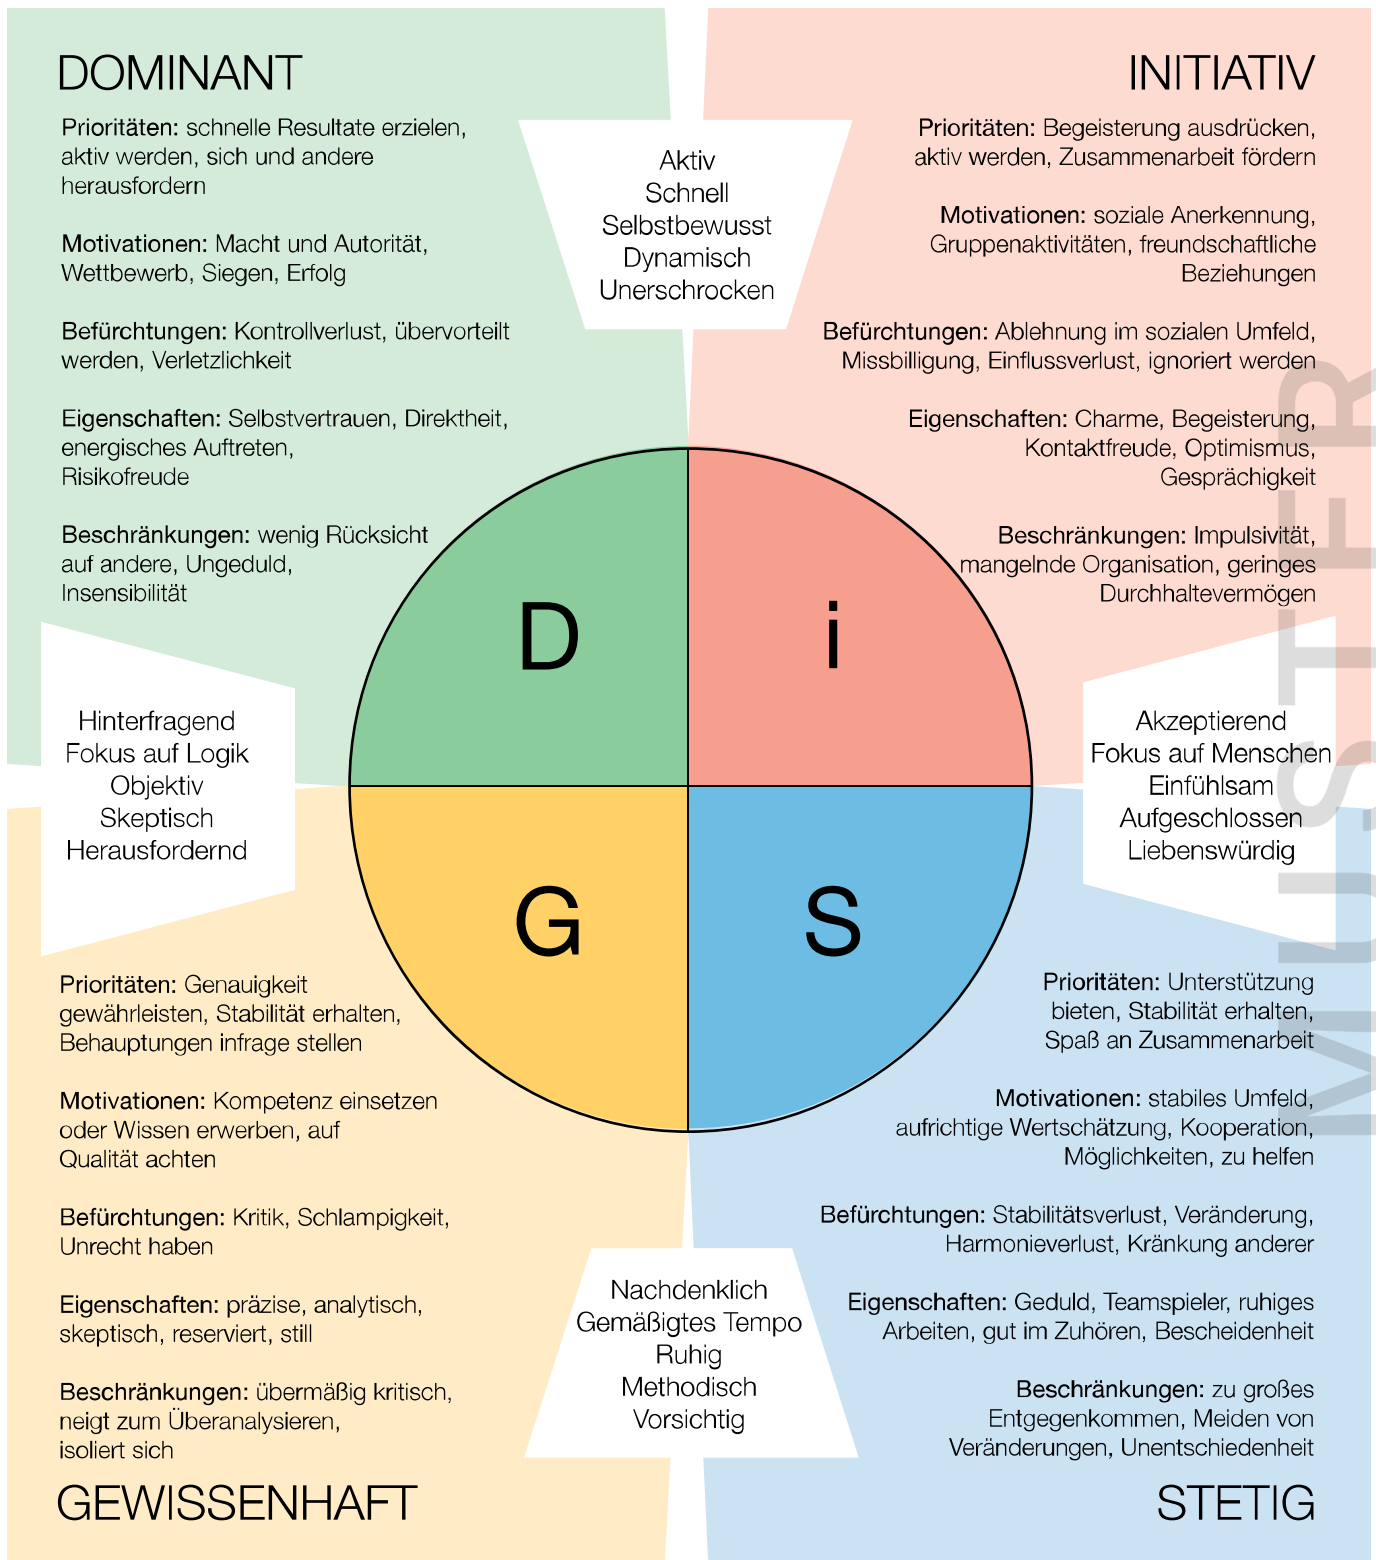 DOMINANT
Prioritäten: schnelle Resultate erzielen,
aktiv werden, sich und andere
herausfordern
Motivationen: Macht und Autorität,
Wettbewerb, Siegen, Erfolg
Befürchtungen: Kontrollverlust, übervorteilt
werden, Verletzlichkeit
Eigenschaften: Selbstvertrauen, Direktheit,
energisches Auftreten,
Risikofreude
Beschränkungen: wenig Rücksicht
auf andere, Ungeduld,
Insensibilität
Aktiv
Schnell
Selbstbewusst
Dynamisch
Unerschrocken
INITIATIV
Prioritäten: Begeisterung ausdrücken,
aktiv werden, Zusammenarbeit fördern
Motivationen: soziale Anerkennung,
Gruppenaktivitäten, freundschaftliche
Beziehungen
Befürchtungen: Ablehnung im sozialen Umfeld,
Missbilligung, Einflussverlust, ignoriert werden
Eigenschaften: Charme, Begeisterung,
Kontaktfreude, Optimismus,
Gesprächigkeit
Beschränkungen: Impulsivität,
mangelnde Organisation, geringes
Durchhaltevermögen
D
i
Hinterfragend
Fokus auf Logik
Objektiv
Skeptisch
Herausfordernd
Akzeptierend
Fokus auf Menschen
Einfühlsam
Aufgeschlossen
Liebenswürdig
G
S
Prioritäten: Genauigkeit
gewährleisten, Stabilität erhalten,
Behauptungen infrage stellen
Motivationen: Kompetenz einsetzen
oder Wissen erwerben, auf
Qualität achten
Befürchtungen: Kritik, Schlampigkeit,
Unrecht haben
Eigenschaften: präzise, analytisch,
skeptisch, reserviert, still
Beschränkungen: übermäßig kritisch,
neigt zum Überanalysieren,
isoliert sich
GEWISSENHAFT
Nachdenklich
Gemäßigtes Tempo
Ruhig
Methodisch
Vorsichtig
Prioritäten: Unterstützung
bieten, Stabilität erhalten,
Spaß an Zusammenarbeit
Motivationen: stabiles Umfeld,
aufrichtige Wertschätzung, Kooperation,
Möglichkeiten, zu helfen
Befürchtungen: Stabilitätsverlust, Veränderung,
Harmonieverlust, Kränkung anderer
Eigenschaften: Geduld, Teamspieler, ruhiges
Arbeiten, gut im Zuhören, Bescheidenheit
Beschränkungen: zu großes
Entgegenkommen, Meiden von
Veränderungen, Unentschiedenheit
STETIG
MUSTER